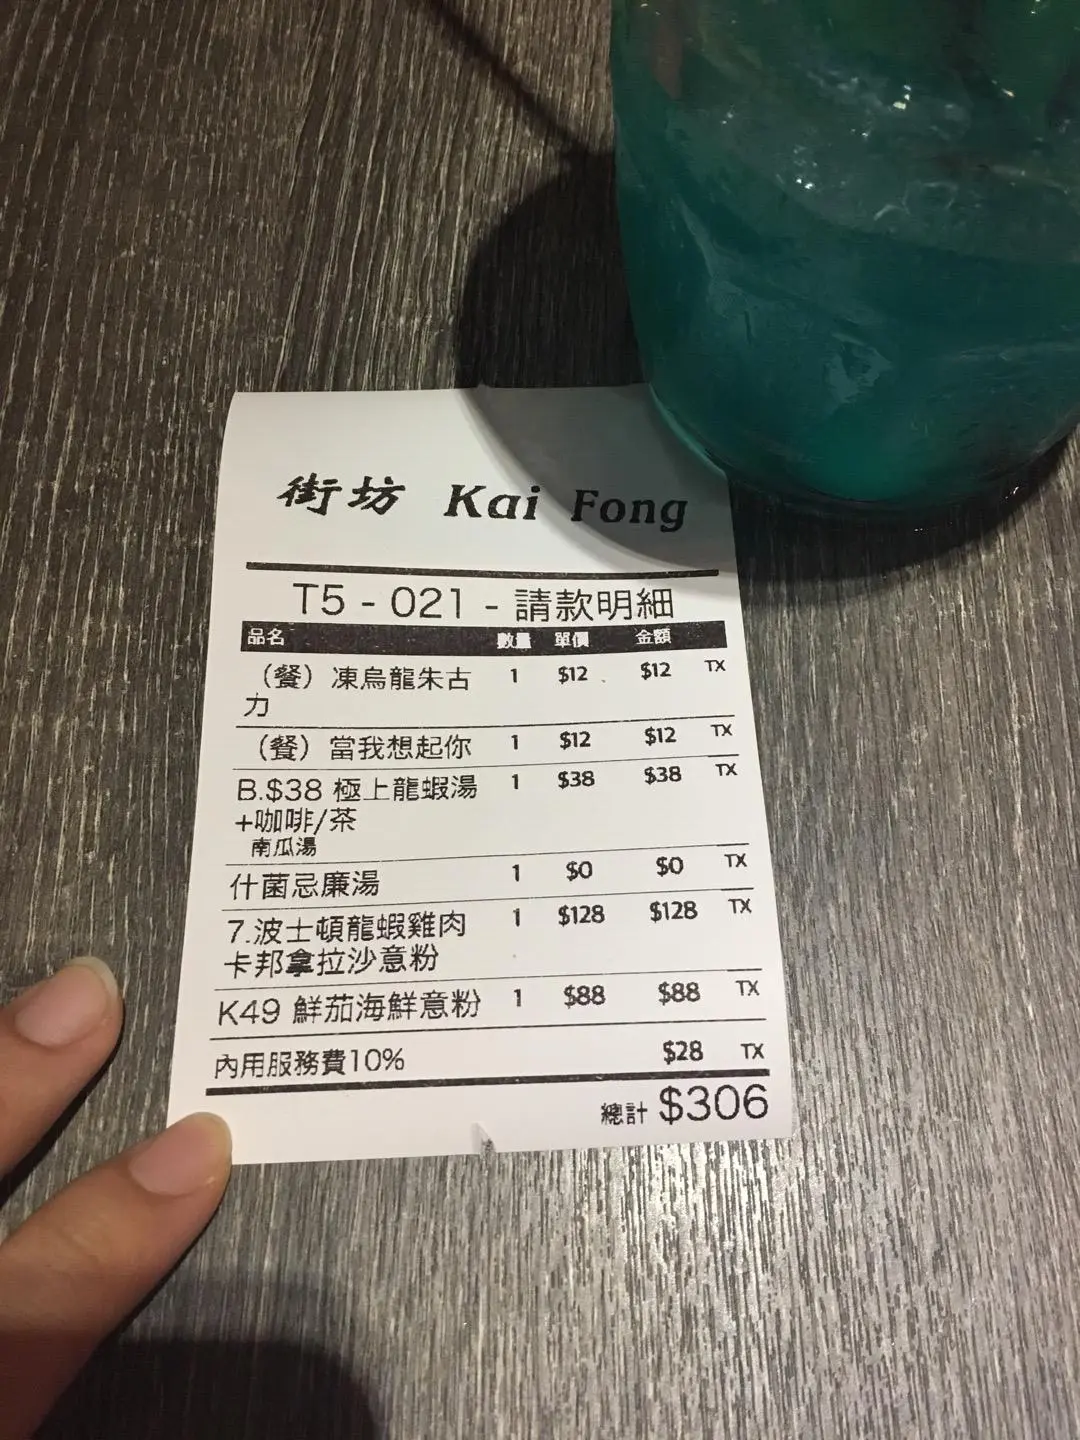 街坊 Kai Fong
T5 - 021 - 請款明細
品名 數量 單價 金額
（餐） 凍烏龍朱古 1 $12 $12 TX
力
（餐） 當我想起你 1 $12 $12 TX
B.$38 極上龍蝦湯 1 $38 $38 TX
+咖啡/茶
南瓜湯
什菌忌廉湯 1 $0 $0 TX
7.波士頓龍蝦雞肉 1 $128 $128 TX
卡邦拿拉沙意粉
K49 鮮茄海鮮意粉 1 $88 $88 TX
內用服務費10% $28 TX
總計 $306